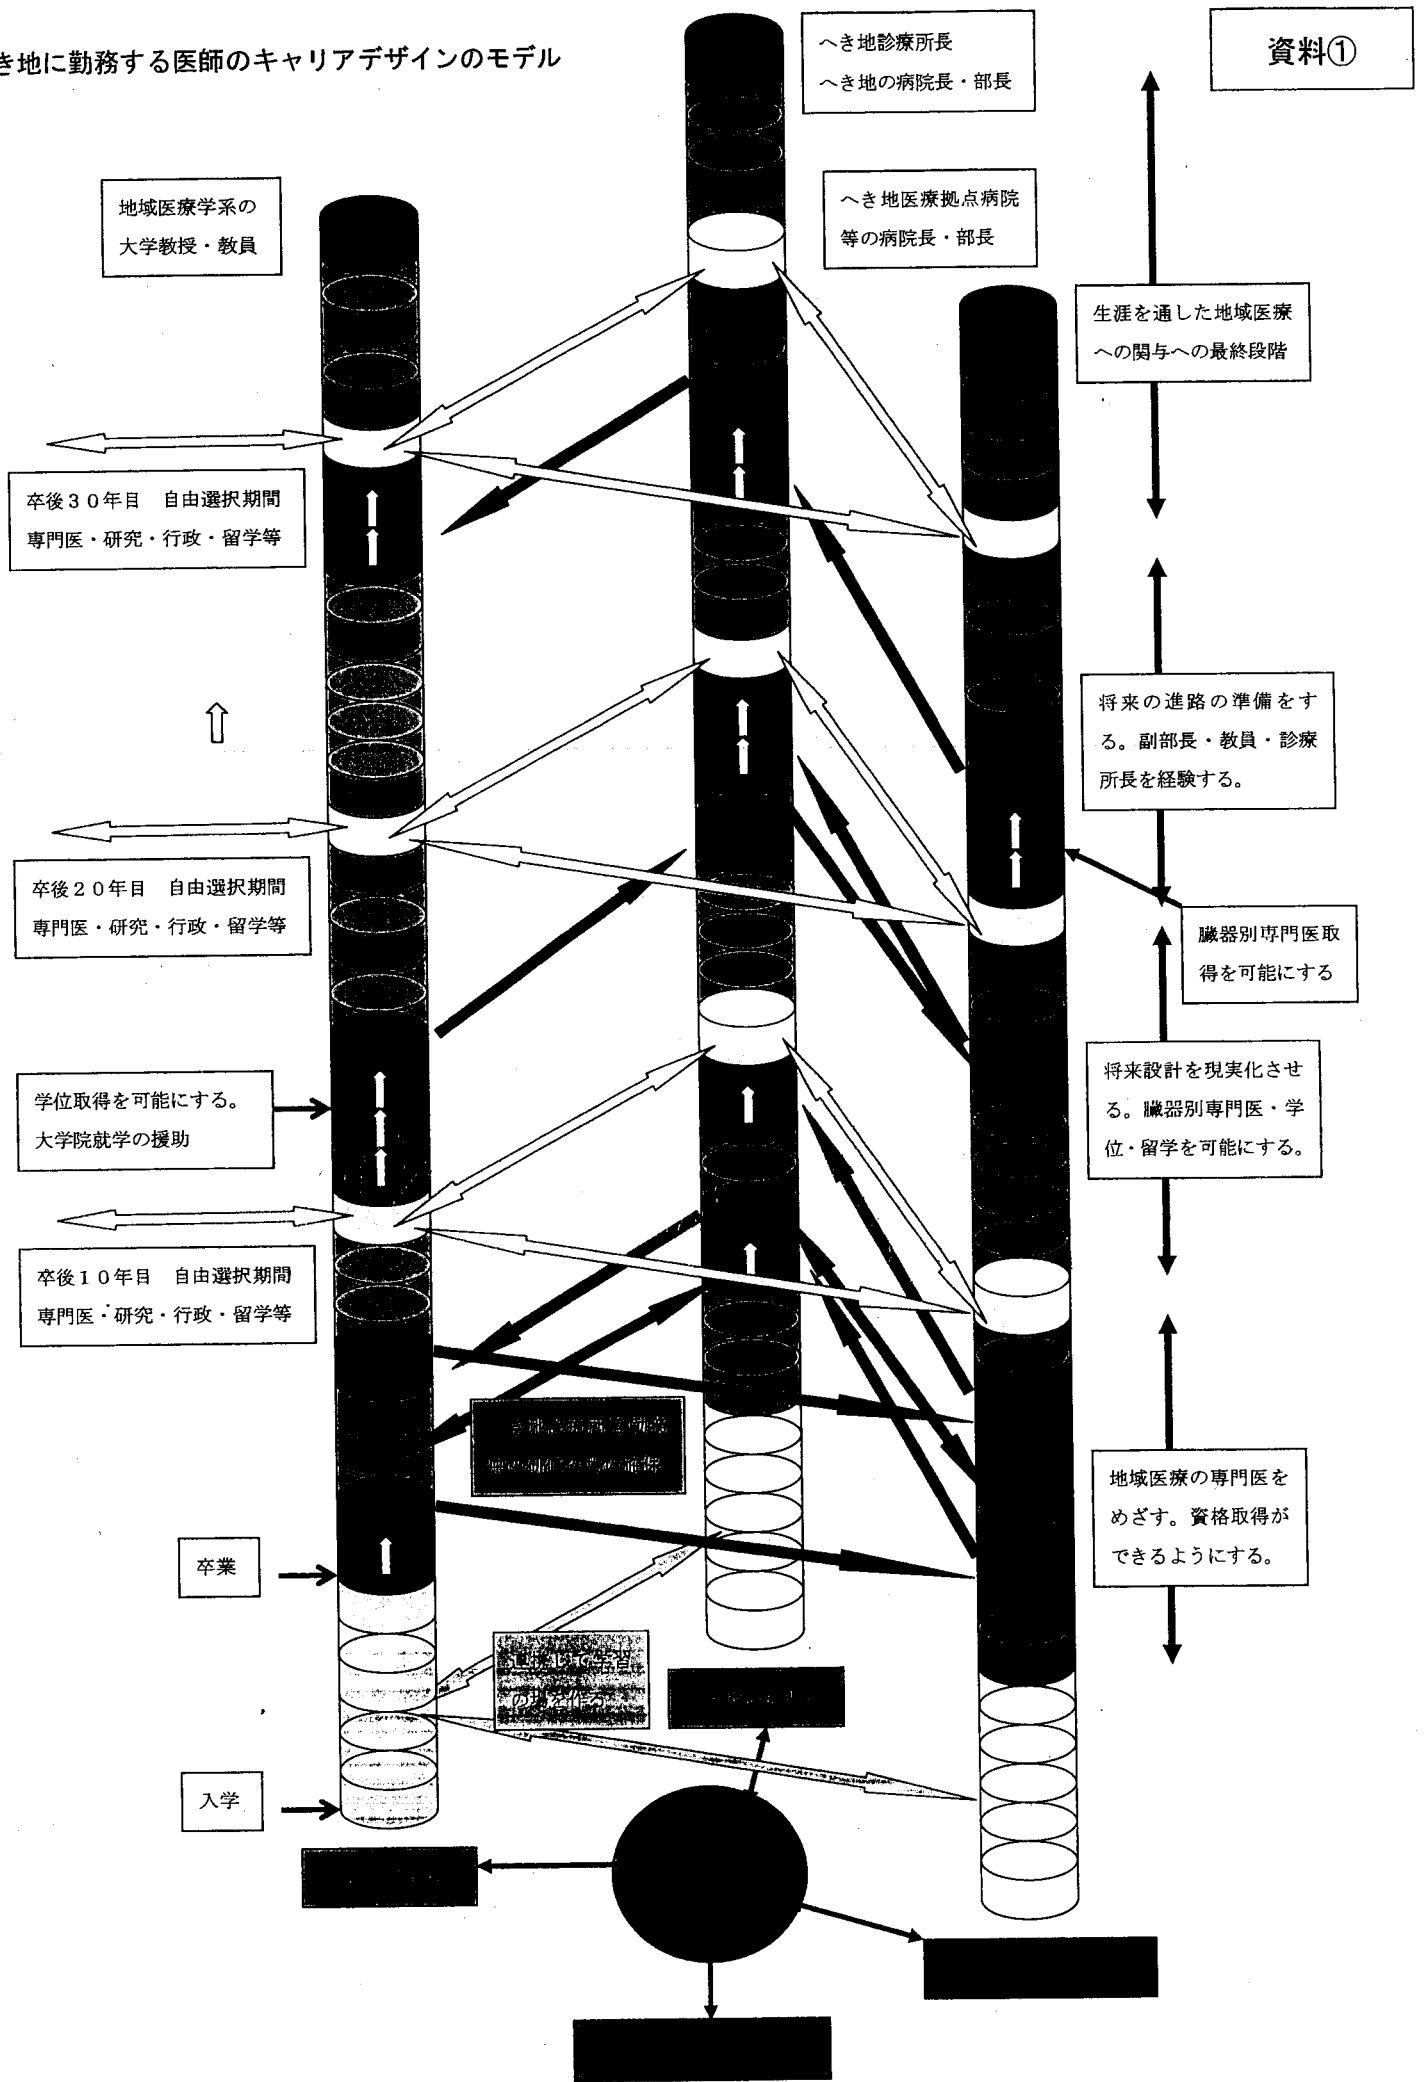 き地に勤務する医師のキャリアデザインのモデル
資料①
へき地診療所長
へき地の病院長・部長
地域医療学系の
大学教授・教員
へき地医療拠点病院
等の病院長・部長
生涯を通した地域医療
への関与への最終段階
卒後30年目 自由選択期間
専門医・研究・行政・留学等
将来の進路の準備をす
る。副部長・教員・診療
所長を経験する。
卒後20年目 自由選択期間
専門医・研究・行政・留学等
臓器別専門医取
得を可能にする
学位取得を可能にする。
大学院就学の援助
将来設計を現実化させ
る。臓器別専門医・学
位・留学を可能にする。
卒後10年目 自由選択期間
専門医・研究・行政・留学等
地域医療の専門医を
めざす。資格取得が
できるようにする。
卒業
連携して学習
の場を作る
入学